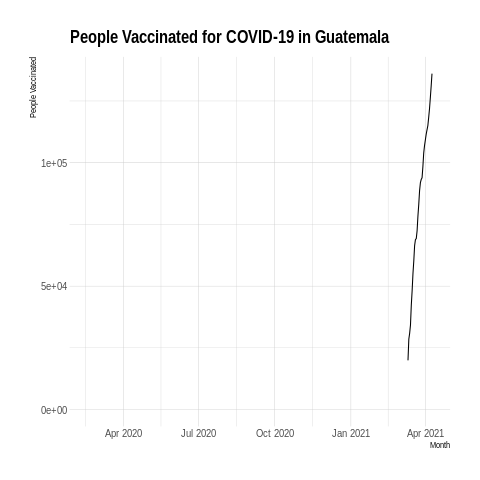 People Vaccinated for COVID-19 in Guatemala
People Vaccinated
1e+05
5e+04
0e+00
Apr 2020
Jul 2020
Oct 2020
Jan 2021
Apr 2021
Month